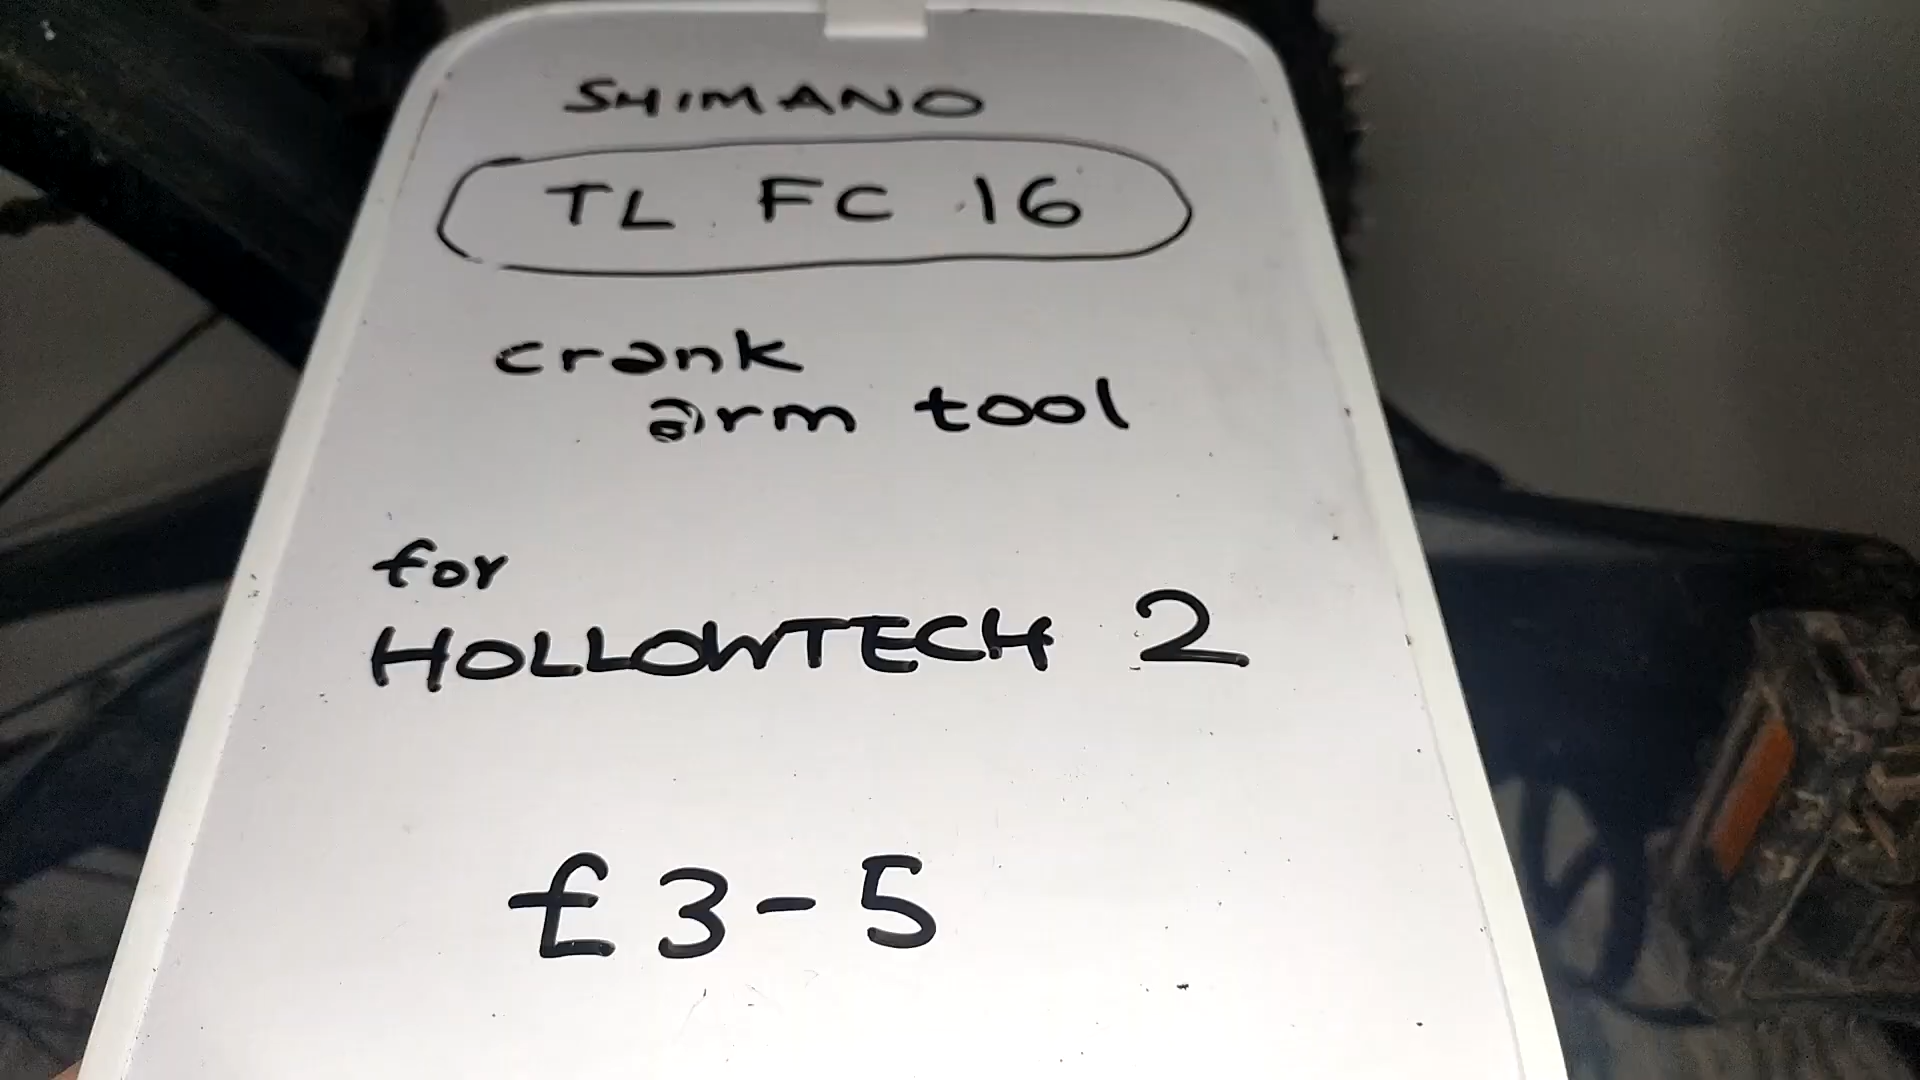 SHIMANO
TL FC 16
crank
arm tool
for
HOLLOWTECH 2
£3-5